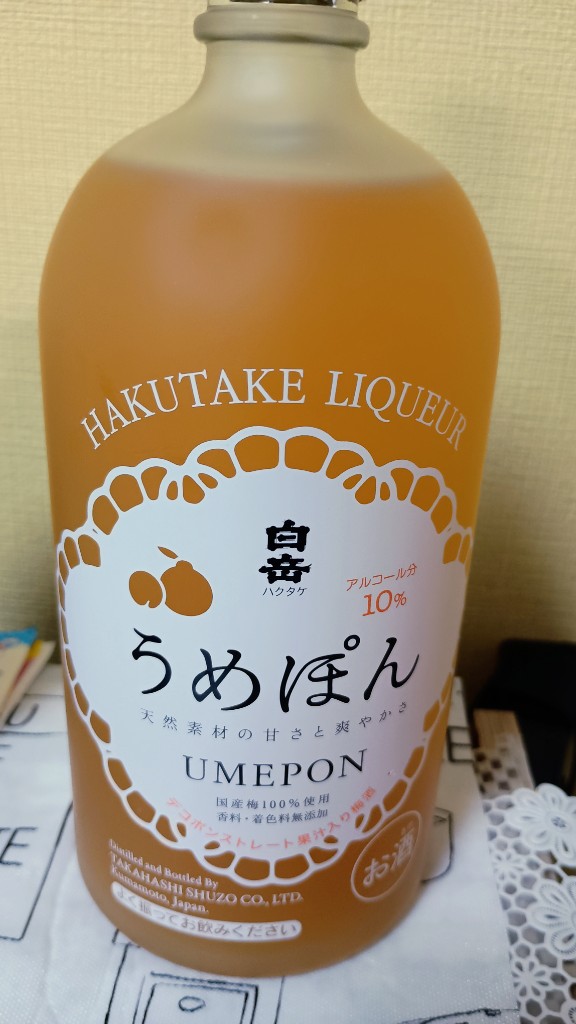 HAKUTAKE LIQUEUR
白岳
ハクタケ
アルコール分
10%
うめぽん
天然素材の甘さと爽やかさ
UMEPON
国産梅100%使用
香料・着色料無添加
デコポンストレート果汁入り梅酒
お酒
Distilled and Bottled By
TAKAHASHI SHUZO CO., LTD.
Kumamoto, Japan.
よく振ってお飲みください
TE